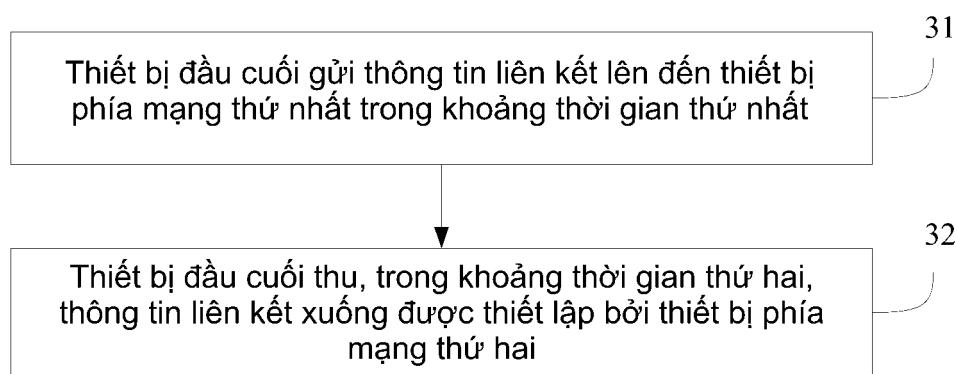 31
Thiết bị đầu cuối gửi thông tin liên kết lên đến thiết bị
phía mạng thứ nhất trong khoảng thời gian thứ nhất
32
Thiết bị đầu cuối thu, trong khoảng thời gian thứ hai,
thông tin liên kết xuống được thiết lập bởi thiết bị phía
mạng thứ hai